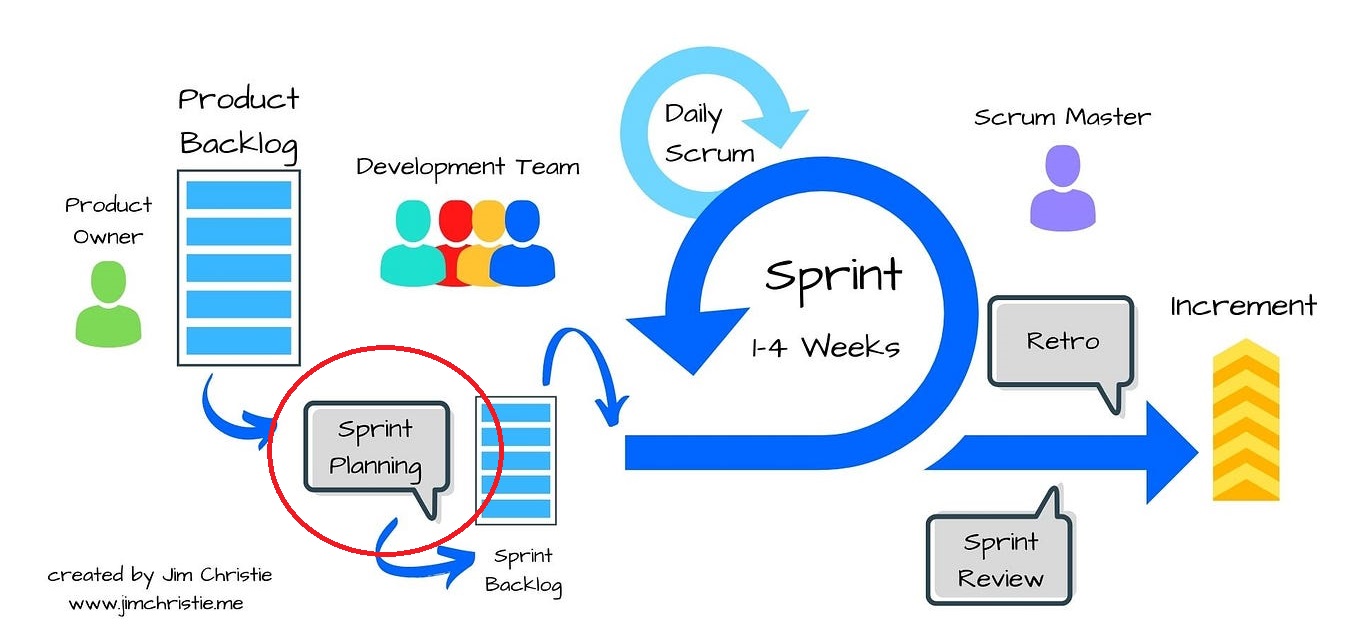 Product
Backlog
Product
Owner
Development Team
Daily
Scrum
Scrum Master
Sprint
1-4 Weeks
Retro
Increment
Sprint
Planning
Sprint
Backlog
Sprint
Review
created by Jim Christie
www.jimchristie.me